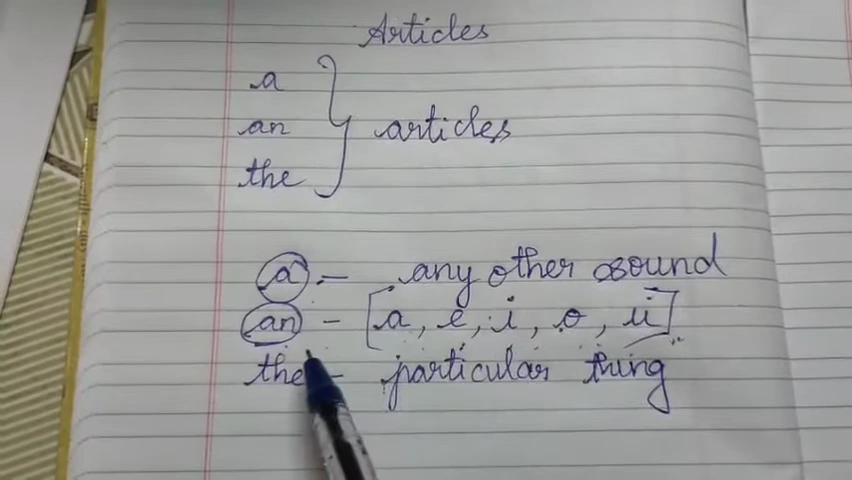 Articles
a
an
the
articles
a - any other sound
an - [a, e, i, o, u]
the - particular thing